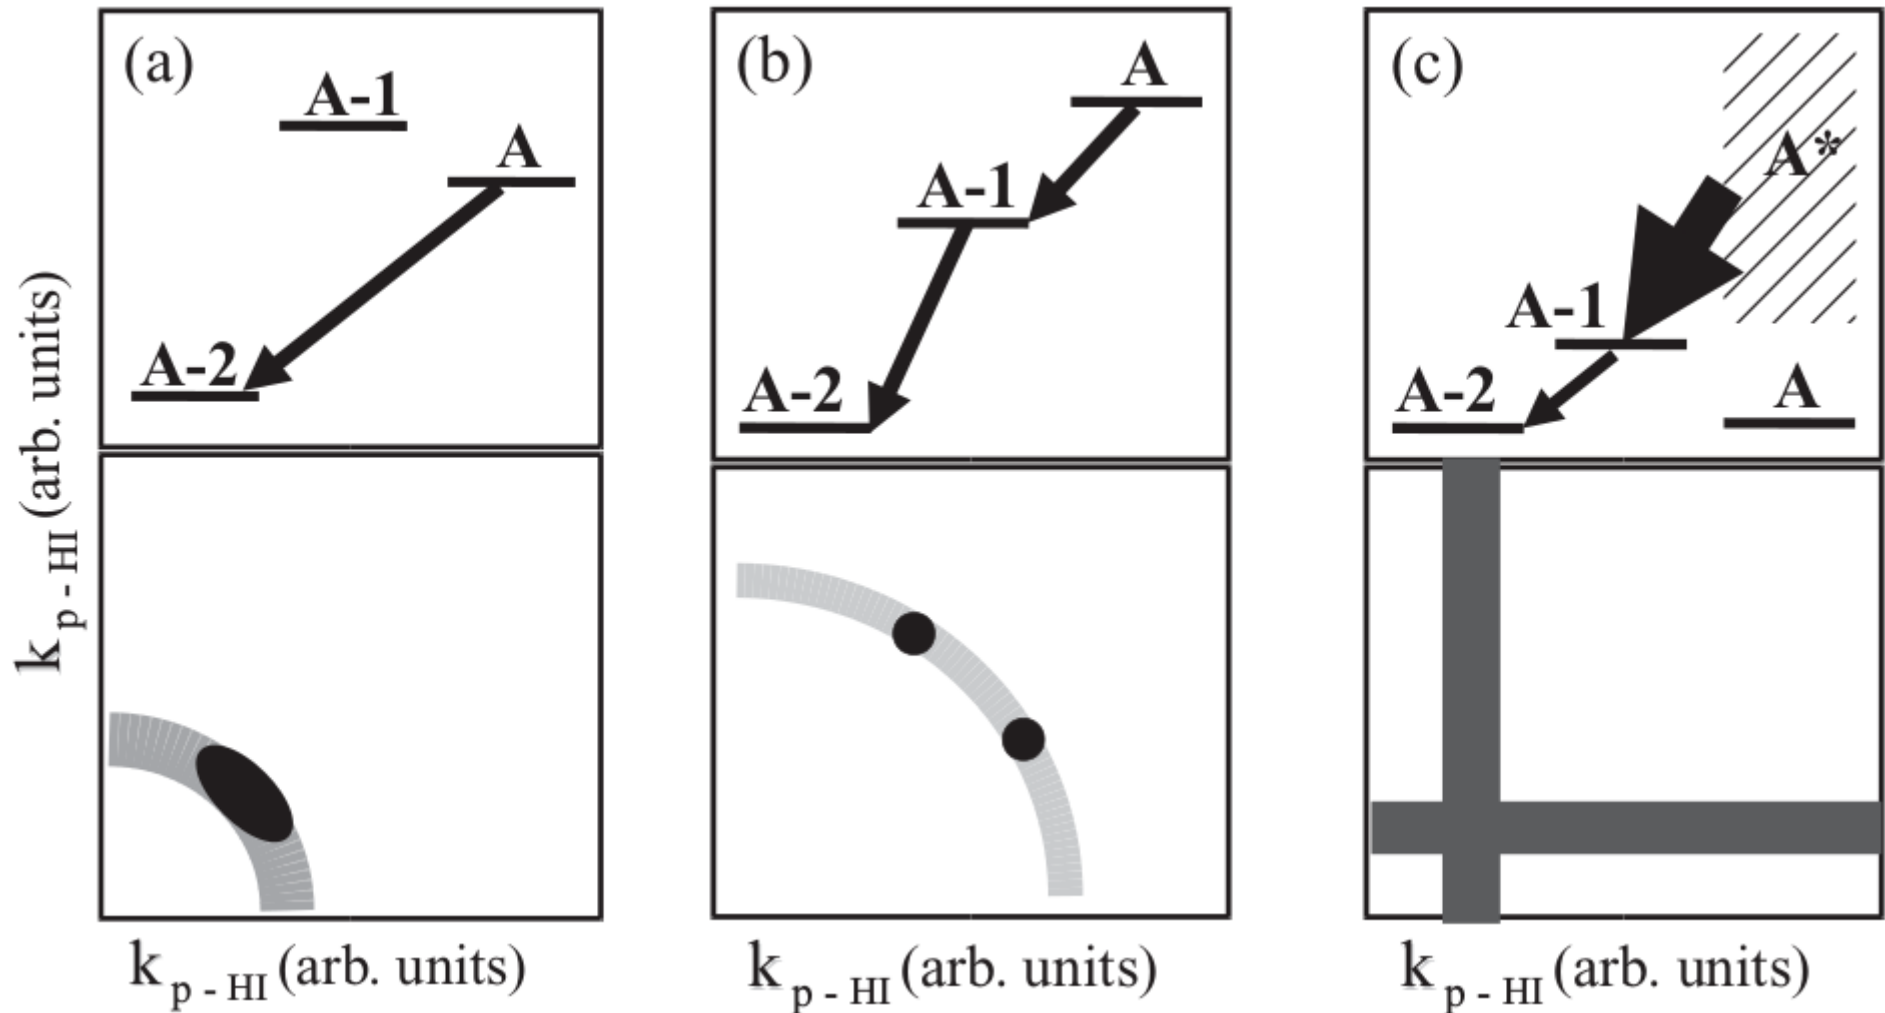 (a)
A-1
A
A-2
(b)
A
A-1
A-2
(c)
A*
A-1
A-2
A
k p - HI (arb. units)
k p - HI (arb. units)
k p - HI (arb. units)
k p - HI (arb. units)